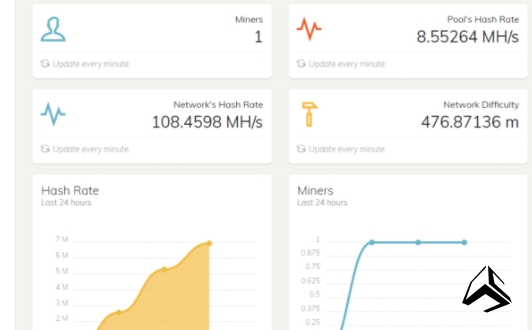 Miners
1
Update every minute
Pool's Hash Rate
8.55264 MH/s
Update every minute
Network's Hash Rate
108.4598 MH/s
Update every minute
Network Difficulty
476.87136 m
Update every minute
Hash Rate
Last 24 hours
7 M
6 M
5 M
4 M
3 M
2 M
Miners
Last 24 hours
1
0.875
0.75
0.625
0.5
0.375
0.25